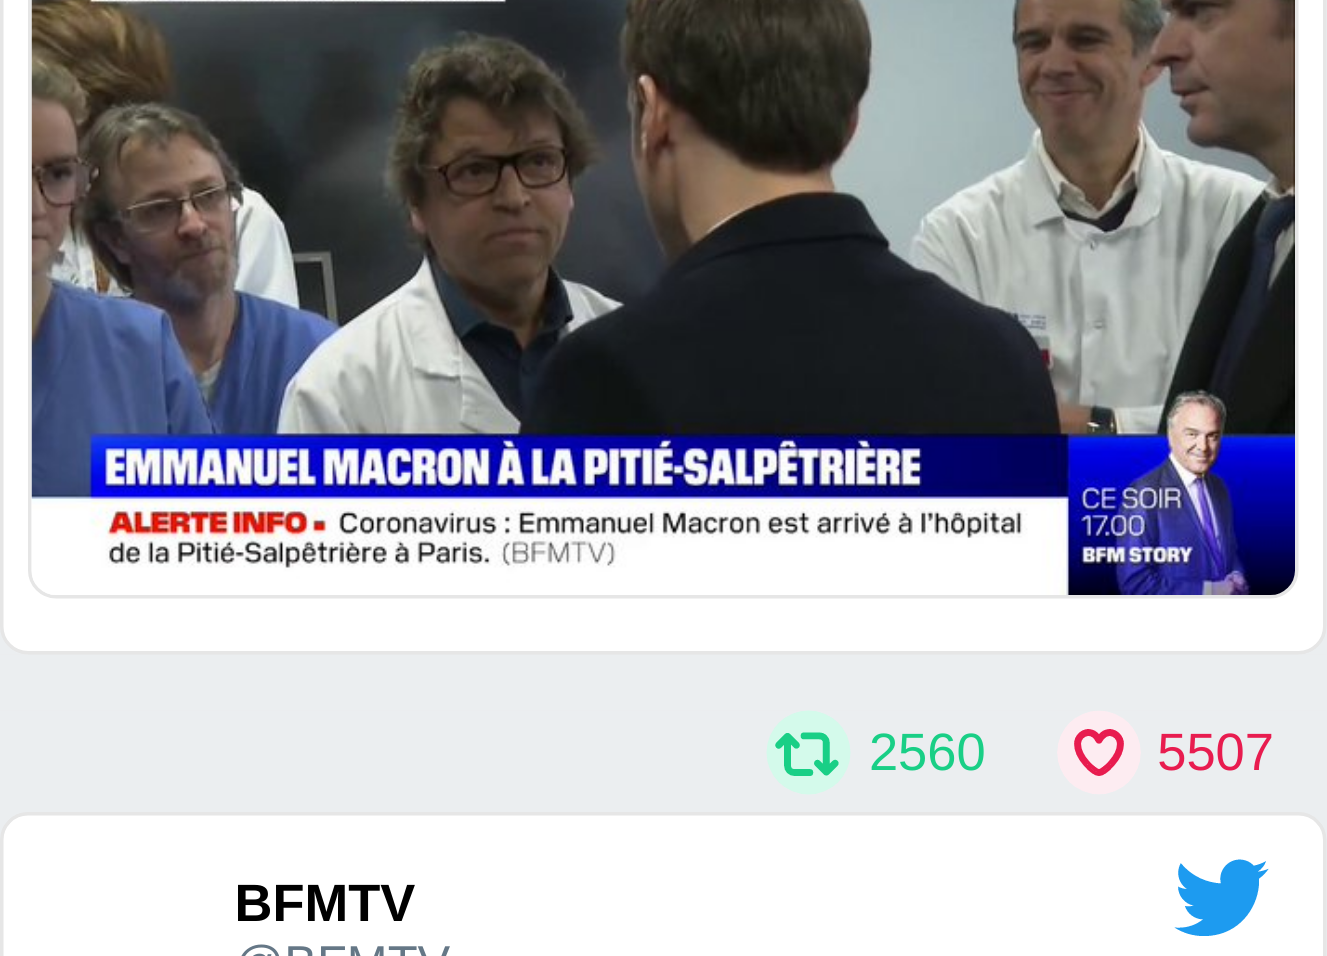 EMMANUEL MACRON À LA PITIÉ-SALPÊTRIÈRE
ALERTE INFO ▪ Coronavirus : Emmanuel Macron est arrivé à l'hôpital
de la Pitié-Salpêtrière à Paris. (BFMTV)
CE SOIR
17.00
BFM STORY
2560 5507
BFMTV
@BFMTV